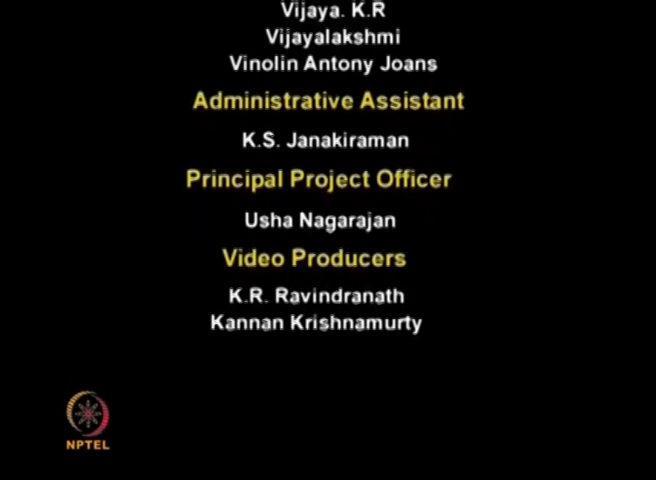 Vijaya. K.R
Vijayalakshmi
Vinolin Antony Joans
Administrative Assistant
K.S. Janakiraman
Principal Project Officer
Usha Nagarajan
Video Producers
K.R. Ravindranath
Kannan Krishnamurty
NPTEL